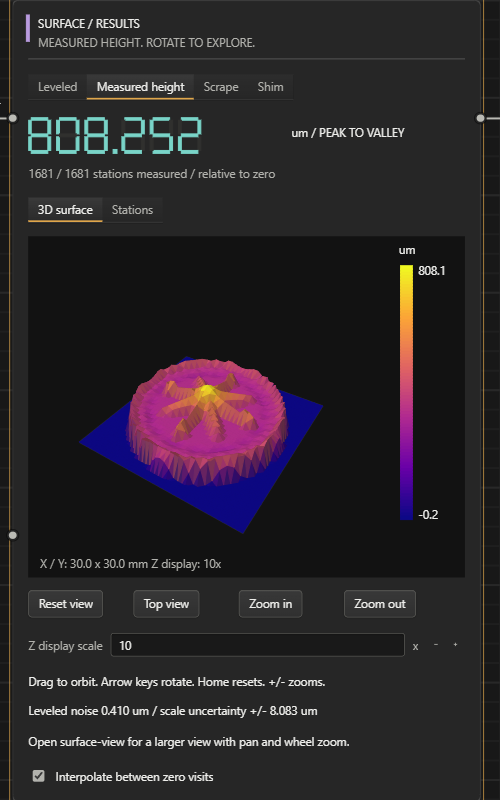 SURFACE / RESULTS
MEASURED HEIGHT. ROTATE TO EXPLORE.
Leveled Measured height Scrape Shim
808.252 um / PEAK TO VALLEY
1681 / 1681 stations measured / relative to zero
3D surface Stations
um
808.1
-0.2
X / Y: 30.0 x 30.0 mm Z display: 10x
Reset view Top view Zoom in Zoom out
Z display scale 10 x - +
Drag to orbit. Arrow keys rotate. Home resets. +/- zooms.
Leveled noise 0.410 um / scale uncertainty +/- 8.083 um
Open surface-view for a larger view with pan and wheel zoom.
Interpolate between zero visits